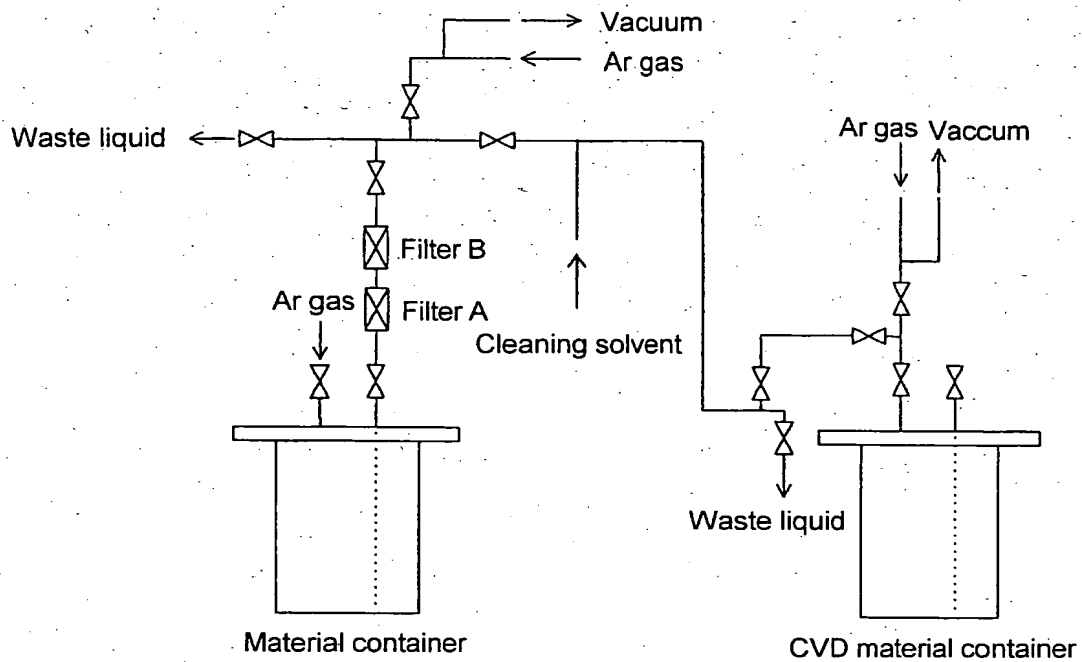 Vacuum
Ar gas
Waste liquid
Ar gas Vaccum
Filter B
Ar gas
Filter A
Cleaning solvent
Waste liquid
Material container
CVD material container